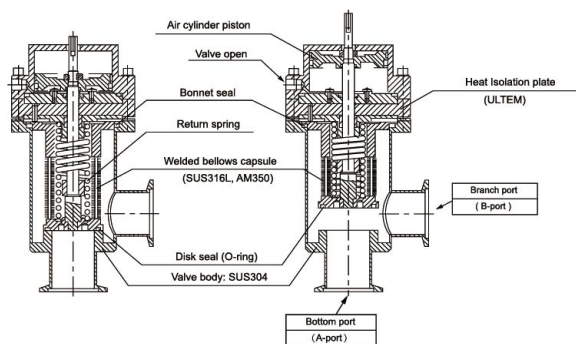 Air cylinder piston
Valve open
Heat Isolation plate
(ULTEM)
Bonnet seal
Return spring
Welded bellows capsule
(SUS316L, AM350)
Branch port
(B-port)
Disk seal (O-ring)
Valve body: SUS304
Bottom port
(A-port)